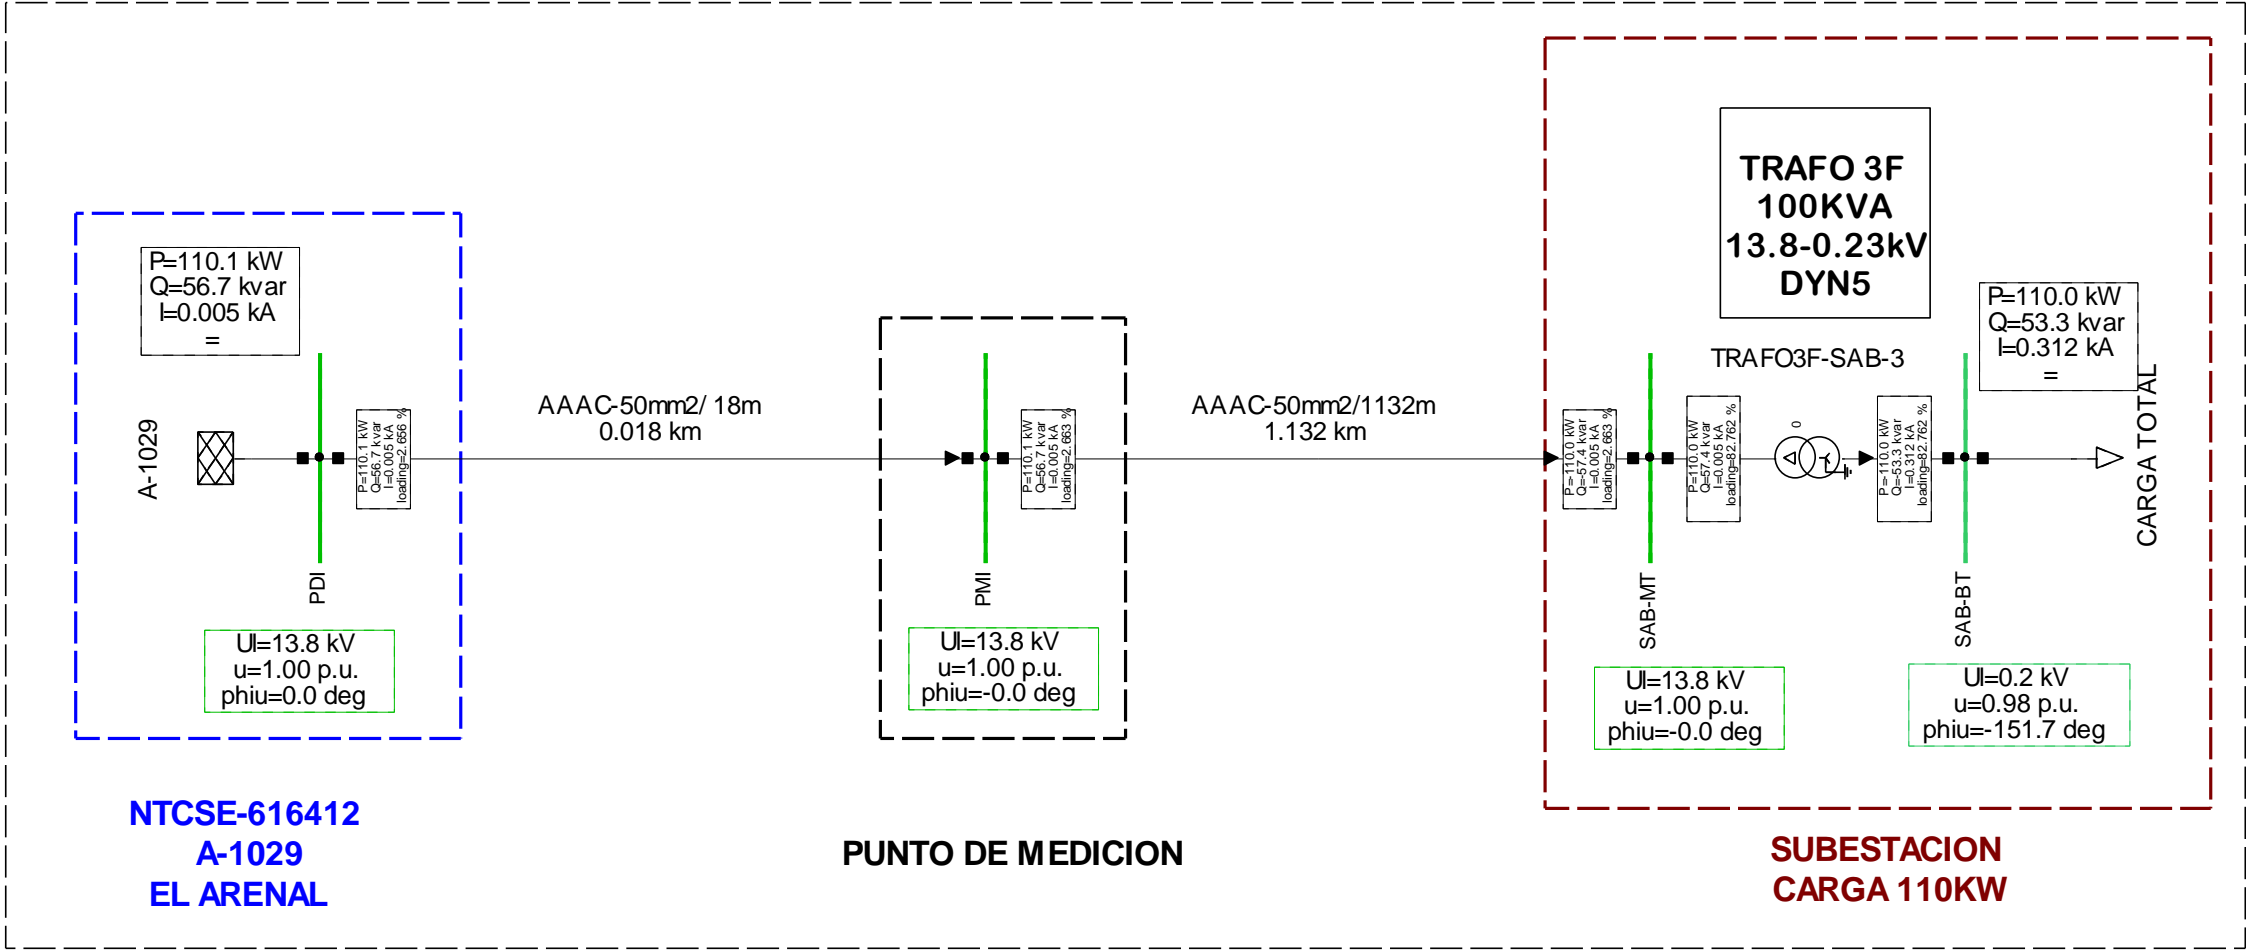 P=110.1 kW
Q=56.7 kvar
I=0.005 kA
=
A-1029
P=110.1 kW
Q=56.7 kvar
I=0.005 kA
loading=2.656 %
PDI
Ul=13.8 kV
u=1.00 p.u.
phiu=0.0 deg
NTCSE-616412
A-1029
EL ARENAL
AAAC-50mm2/ 18m
0.018 km
P=110.1 kW
Q=56.7 kvar
I=0.005 kA
loading=2.663 %
PMI
Ul=13.8 kV
u=1.00 p.u.
phiu=-0.0 deg
PUNTO DE MEDICION
AAAC-50mm2/1132m
1.132 km
TRAFO 3F
100KVA
13.8-0.23kV
DYN5
TRAFO3F-SAB-3
P=-110.0 kW
Q=-57.4 kvar
I=0.005 kA
loading=2.663 %
SAB-MT
P=110.0 kW
Q=57.4 kvar
I=0.005 kA
loading=82.762 %
0
P=-110.0 kW
Q=-53.3 kvar
I=0.312 kA
loading=82.762 %
SAB-BT
P=110.0 kW
Q=53.3 kvar
I=0.312 kA
=
CARGA TOTAL
Ul=13.8 kV
u=1.00 p.u.
phiu=-0.0 deg
Ul=0.2 kV
u=0.98 p.u.
phiu=-151.7 deg
SUBESTACION
CARGA 110KW